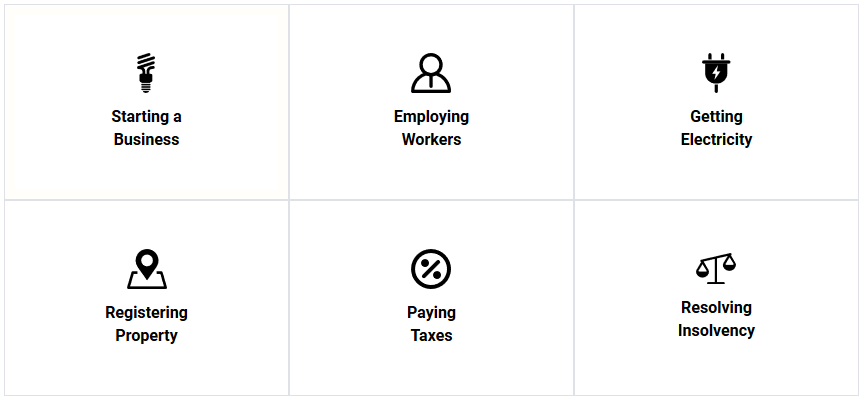 Starting a
Business
Employing
Workers
Getting
Electricity
Registering
Property
Paying
Taxes
Resolving
Insolvency